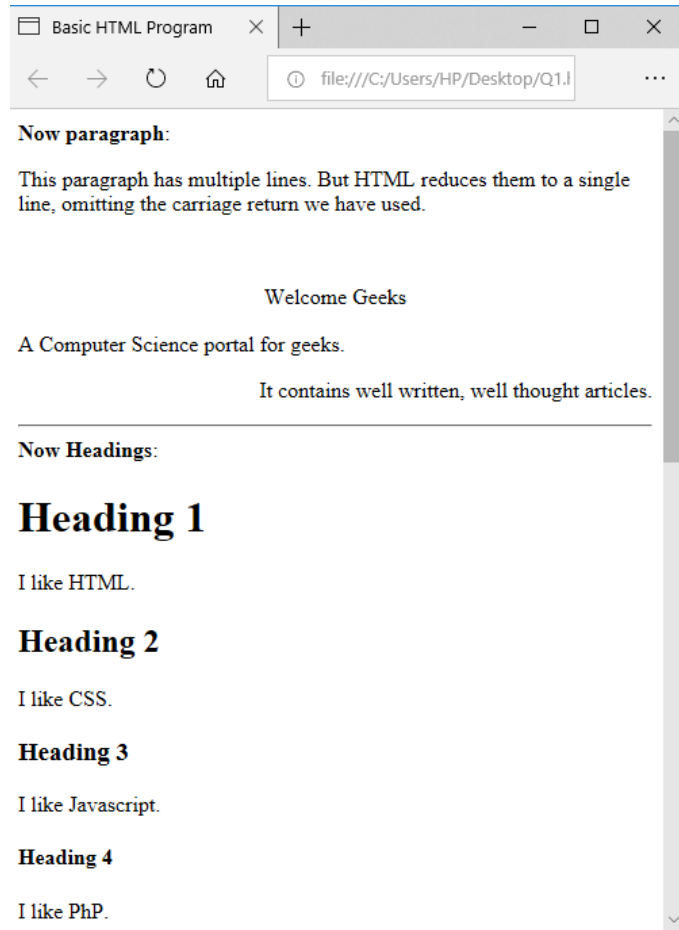 Basic HTML Program
file:///C:/Users/HP/Desktop/Q1.
Now paragraph:
This paragraph has multiple lines. But HTML reduces them to a single
line, omitting the carriage return we have used.
Welcome Geeks
A Computer Science portal for geeks.
It contains well written, well thought articles.
Now Headings:
Heading 1
I like HTML.
Heading 2
I like CSS.
Heading 3
I like Javascript.
Heading 4
I like PhP.